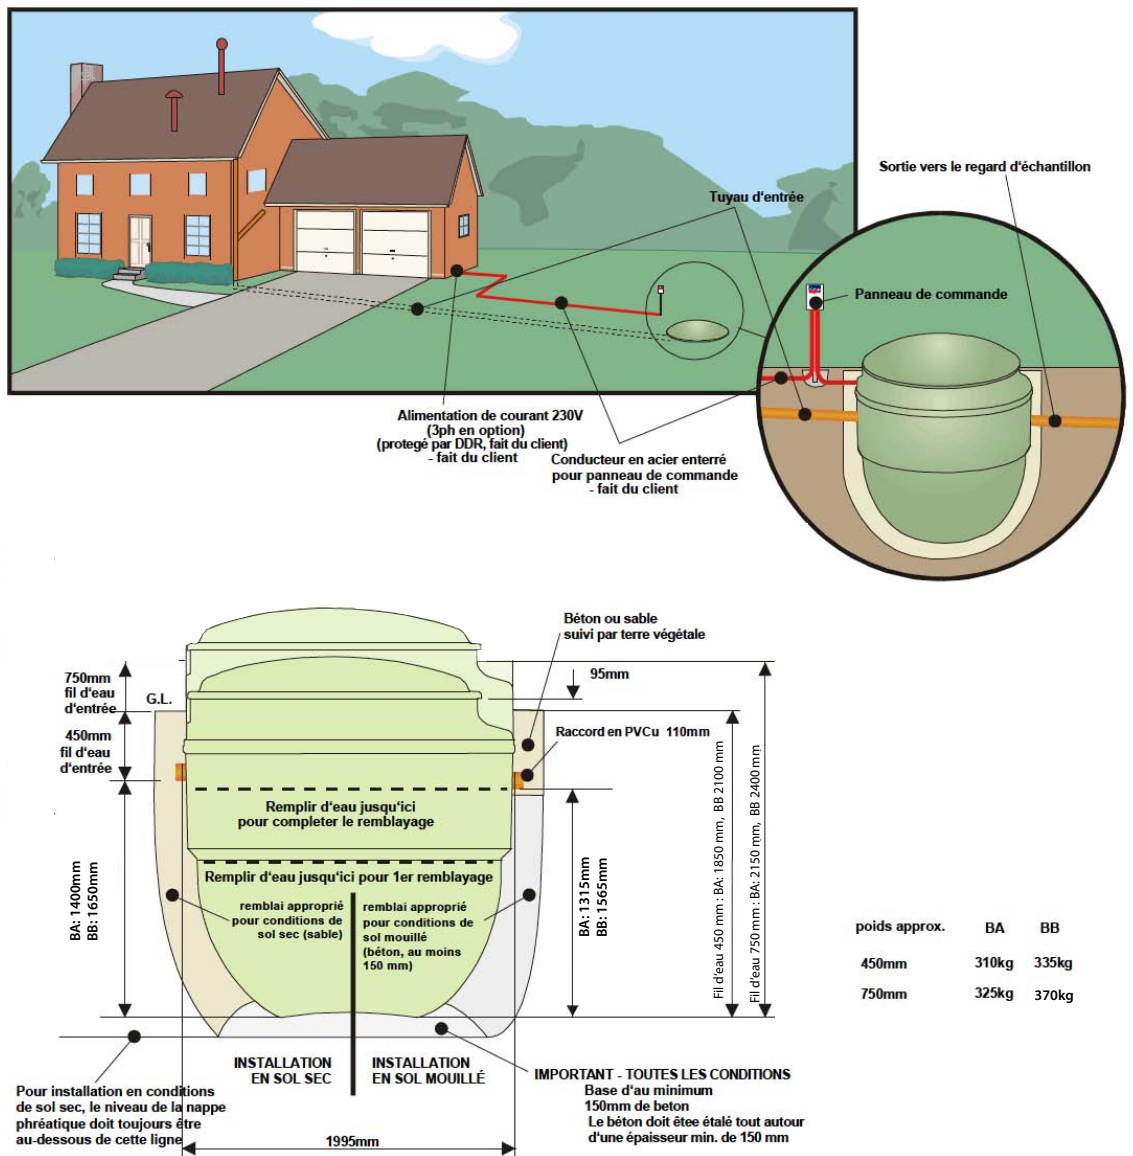 Sortie vers le regard d'échantillon
Tuyau d'entrée
Panneau de commande
Alimentation de courant 230V
(3ph en option)
(protegé par DDR, fait du client)
- fait du client
Conducteur en acier enterré
pour panneau de commande
- fait du client
Béton ou sable
suivi par terre végétale
750mm
fil d'eau
d'entrée
G.L.
95mm
450mm
fil d'eau
d'entrée
Raccord en PVCu 110mm
Remplir d'eau jusqu'ici
pour completer le remblayage
Remplir d'eau jusqu'ici pour 1er remblayage
remblai approprié
pour conditions de
sol sec (sable)
remblai approprié
pour conditions de
sol mouillé
(béton, au moins
150 mm)
BA: 1400mm
BB: 1650mm
BA: 1315mm
BB: 1565mm
Fil d'eau 450 mm : BA: 1850 mm, BB 2100 mm
Fil d'eau 750 mm : BA: 2150 mm, BB 2400 mm
poids approx. BA BB
450mm 310kg 335kg
750mm 325kg 370kg
INSTALLATION
EN SOL SEC
INSTALLATION
EN SOL MOUILLÉ
IMPORTANT - TOUTES LES CONDITIONS
Base d'au minimum
150mm de beton
Le béton doit êtee étalé tout autour
d'une épaisseur min. de 150 mm
Pour installation en conditions
de sol sec, le niveau de la nappe
phréatique doit toujours être
au-dessous de cette ligne
1995mm